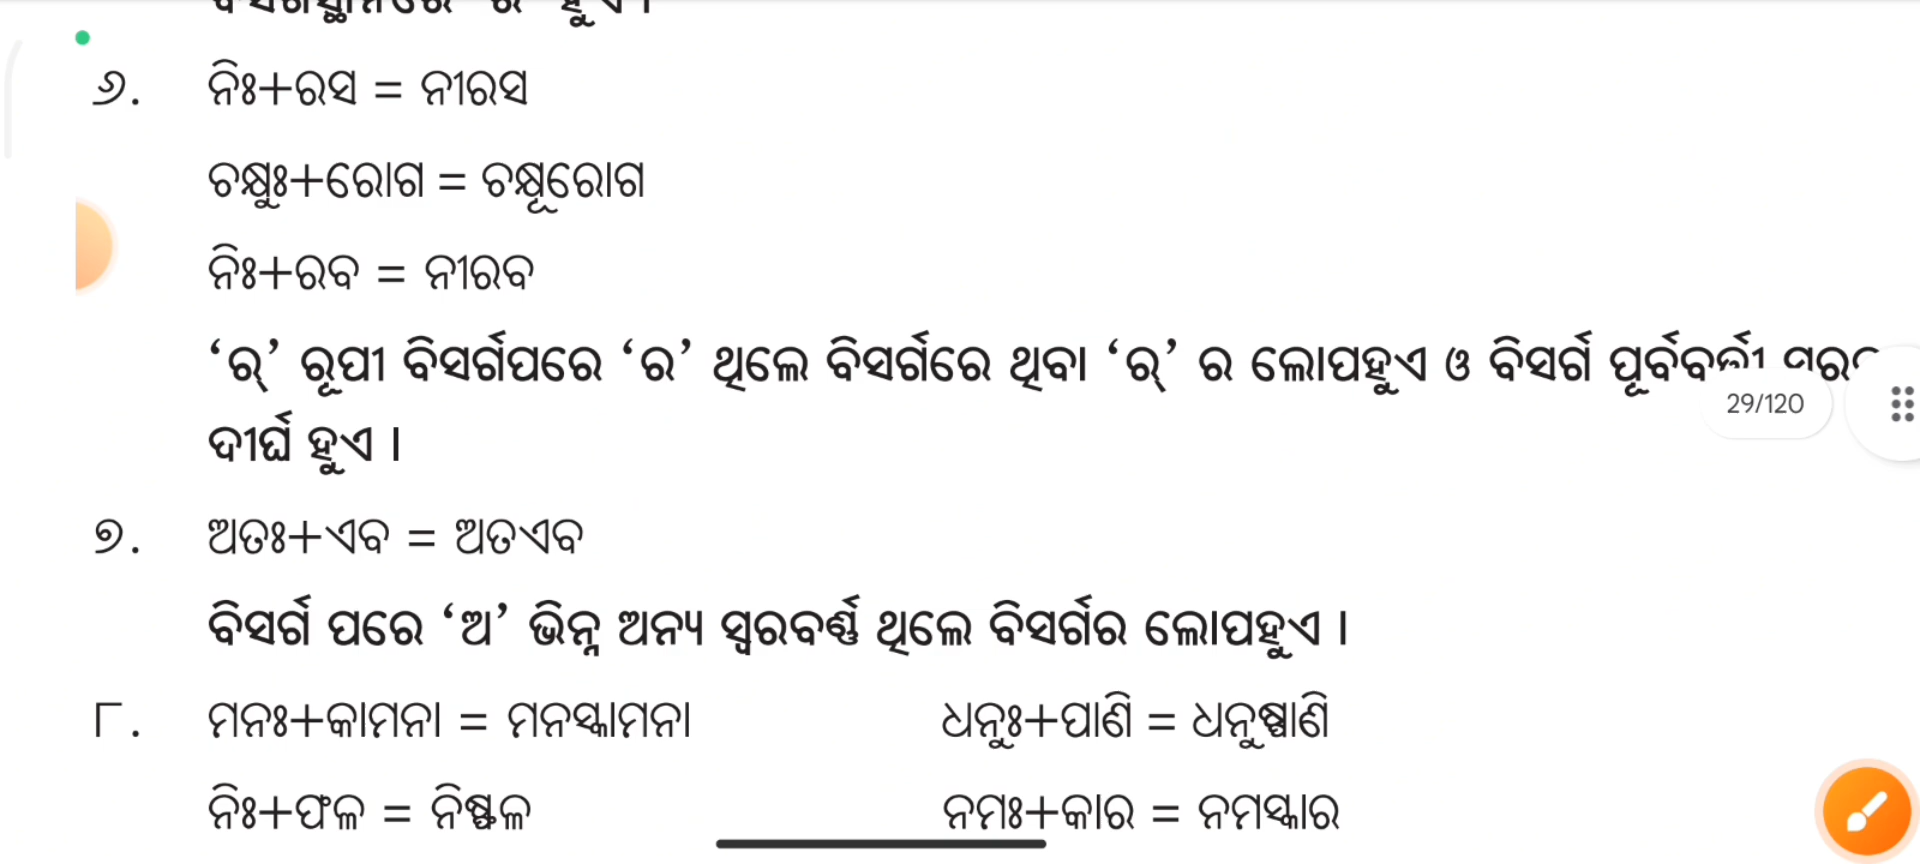 ୬.	ନିଃ+ରସ = ନୀରସ
ଚକ୍ଷୁଃ+ରୋଗ = ଚକ୍ଷୂରୋଗ
ନିଃ+ରବ = ନୀରବ
‘ର୍’ ରୂପୀ ବିସର୍ଗପରେ ‘ର’ ଥିଲେ ବିସର୍ଗରେ ଥିବା ‘ର୍’ ର ଲୋପହୁଏ ଓ ବିସର୍ଗ ପୂର୍ବବର୍ତ୍ତୀ
29/120
ଦୀର୍ଘ ହୁଏ ।
୭. ଅତଃ+ଏବ = ଅତଏବ
ବିସର୍ଗ ପରେ ‘ଅ’ ଭିନ୍ନ ଅନ୍ୟ ସ୍ୱରବର୍ଣ୍ଣ ଥିଲେ ବିସର୍ଗର ଲୋପହୁଏ ।
୮. ମନଃ+କାମନା = ମନସ୍କାମନା ଧନୁଃ+ପାଣି = ଧନୁଷ୍ପାଣି
ନିଃ+ଫଳ = ନିଷ୍ଫଳ ନମଃ+କାର = ନମସ୍କାର